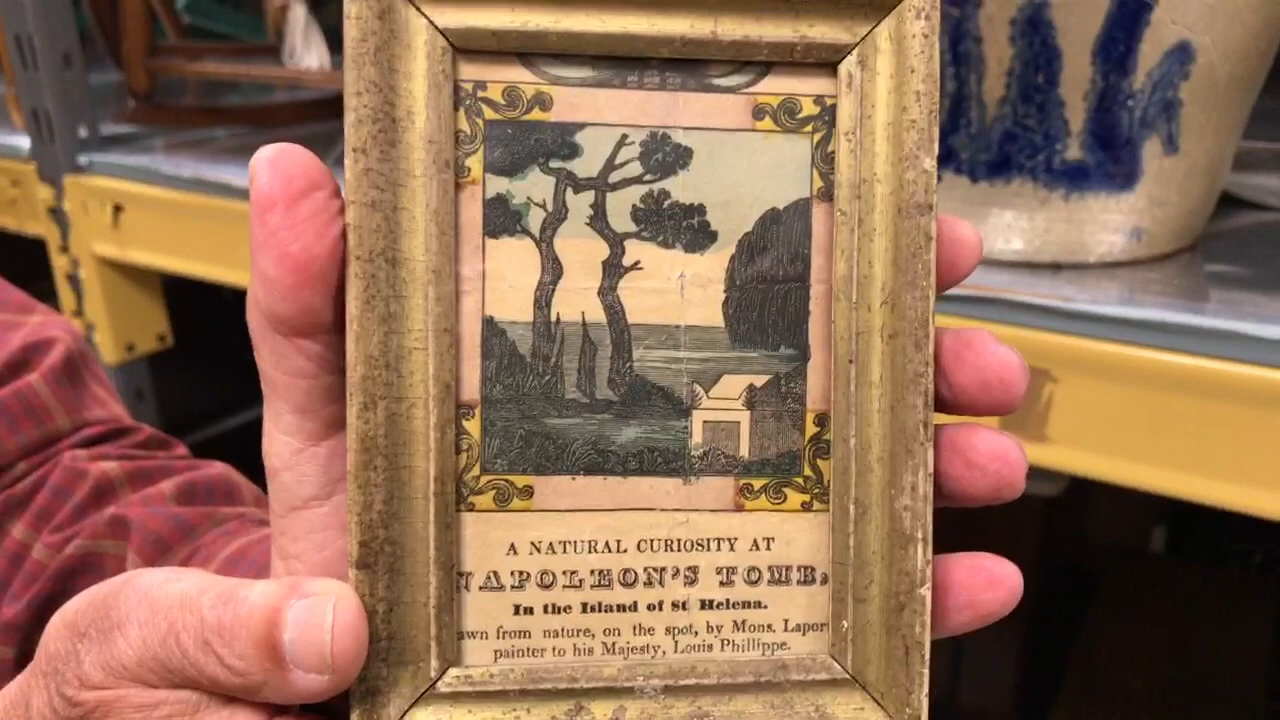 A NATURAL CURIOSITY AT
NAPOLEON'S TOMB,
In the Island of St Helena.
awn from nature, on the spot, by Mons. Lapor
painter to his Majesty, Louis Phillippe.